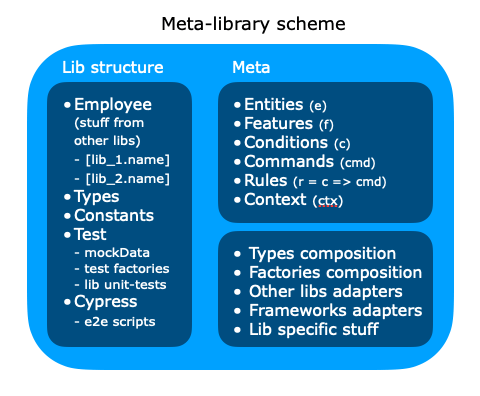 Meta-library scheme
Lib structure
• Employee
(stuff from
other libs)
- [lib_1.name]
- [lib_2.name]
• Types
• Constants
• Test
- mockData
- test factories
- lib unit-tests
• Cypress
- e2e scripts
Meta
• Entities (e)
• Features (f)
• Conditions (c)
• Commands (cmd)
• Rules (r = c => cmd)
• Context (ctx)
• Types composition
• Factories composition
• Other libs adapters
• Frameworks adapters
• Lib specific stuff